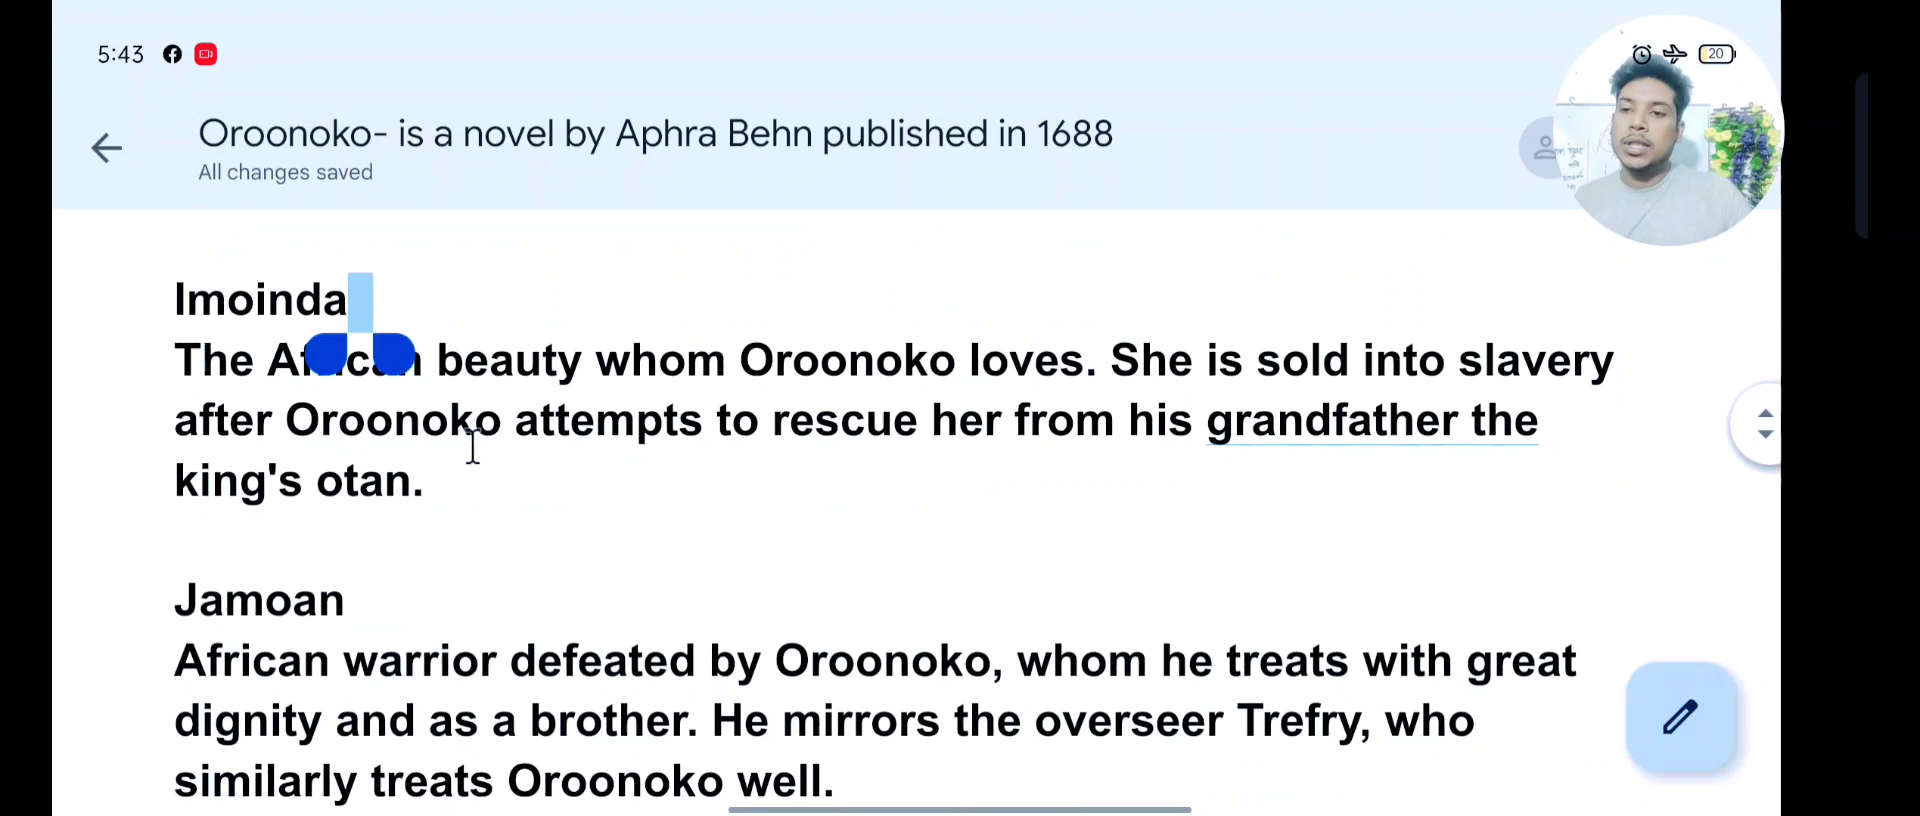 5:43
20
Oroonoko- is a novel by Aphra Behn published in 1688
All changes saved
Imoinda
The African beauty whom Oroonoko loves. She is sold into slavery
after Oroonoko attempts to rescue her from his grandfather the
king's otan.
Jamoan
African warrior defeated by Oroonoko, whom he treats with great
dignity and as a brother. He mirrors the overseer Trefry, who
similarly treats Oroonoko well.